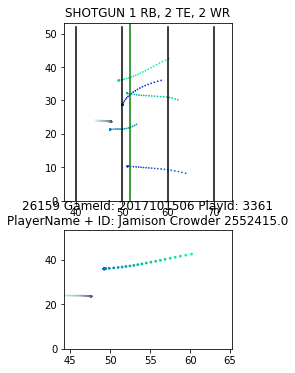 SHOTGUN 1 RB, 2 TE, 2 WR
50
40
30
20
10
0
40 50 60 70
26159 GameId: 2017101506 PlayId: 3361
PlayerName + ID: Jamison Crowder 2552415.0
40
20
0
45 50 55 60 65